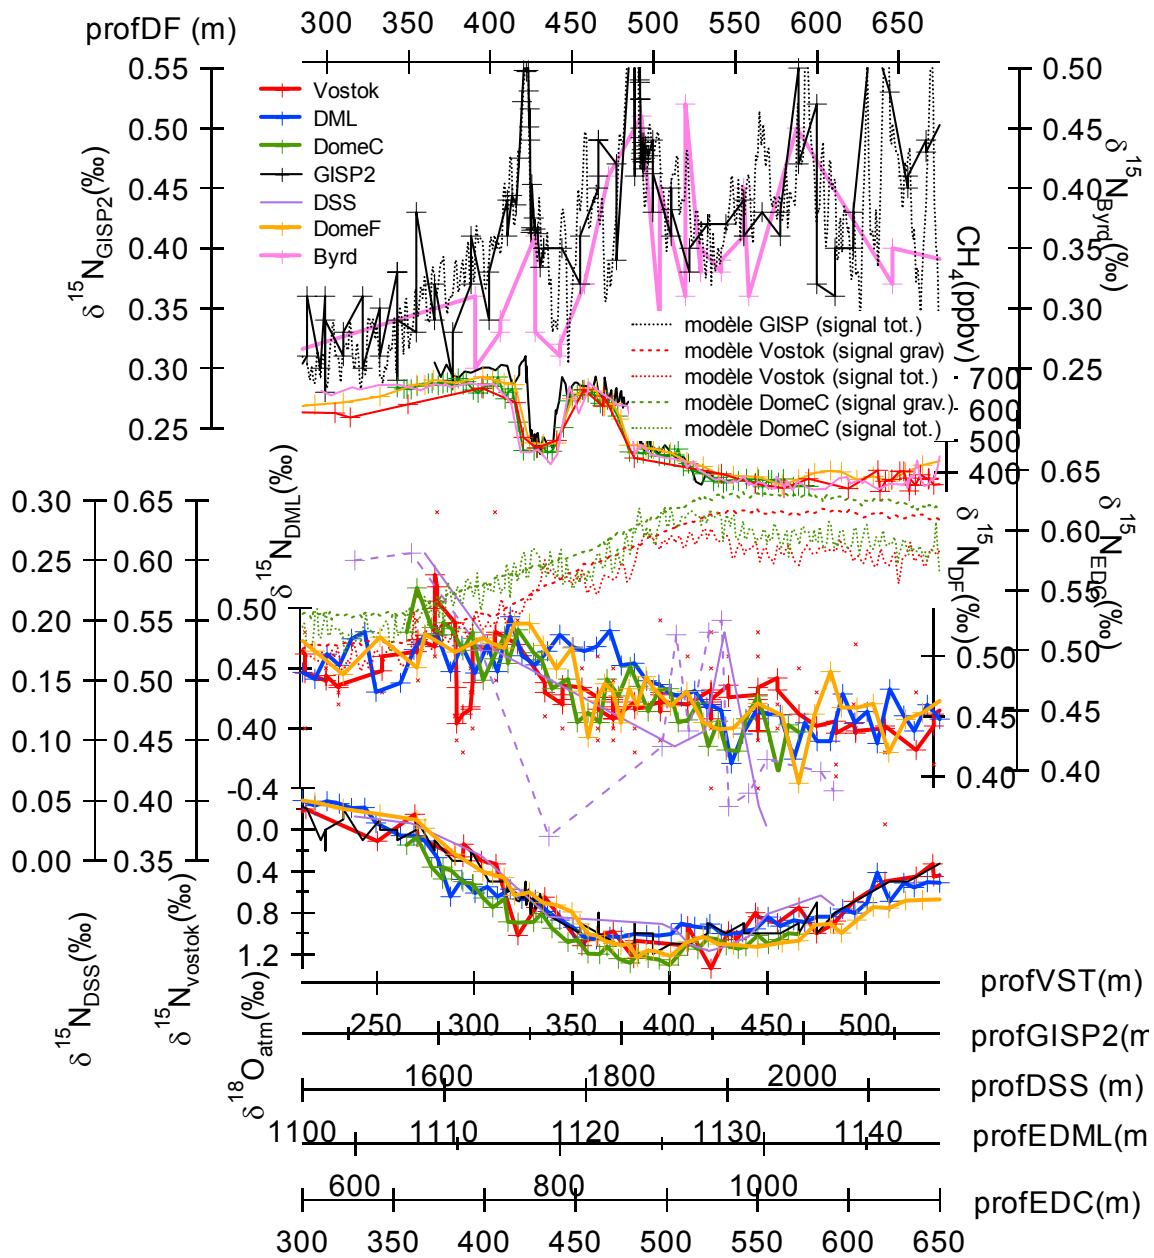 profDF (m)
300 350 400 450 500 550 600 650
0.55
0.50
0.45
0.40
0.35
0.30
0.25
δ 15NGISP2(‰)
Vostok
DML
DomeC
GISP2
DSS
DomeF
Byrd
0.50
0.45
0.40
0.35
0.30
0.25
δ 15NByrd(‰)
CH4(ppbv)
700
600
500
400
modèle GISP (signal tot.)
modèle Vostok (signal grav)
modèle Vostok (signal tot.)
modèle DomeC (signal grav.)
modèle DomeC (signal tot.)
0.30
0.25
0.20
0.15
0.10
0.05
0.00
δ 15NDSS(‰)
0.65
0.60
0.55
0.50
0.45
0.40
0.35
δ 15Nvostok(‰)
δ 15NDML(‰)
0.50
0.45
0.40
δ 15NDF(‰)
0.50
0.45
0.40
0.65
0.60
0.55
0.50
0.45
0.40
δ 15NEDC(‰)
-0.4
0.0
0.4
0.8
1.2
δ 18Oatm(‰)
profVST(m)
250 300 350 400 450 500
profGISP2(m
1600 1800 2000
profDSS (m)
1100 1110 1120 1130 1140
profEDML(m
600 800 1000
profEDC(m)
300 350 400 450 500 550 600 650